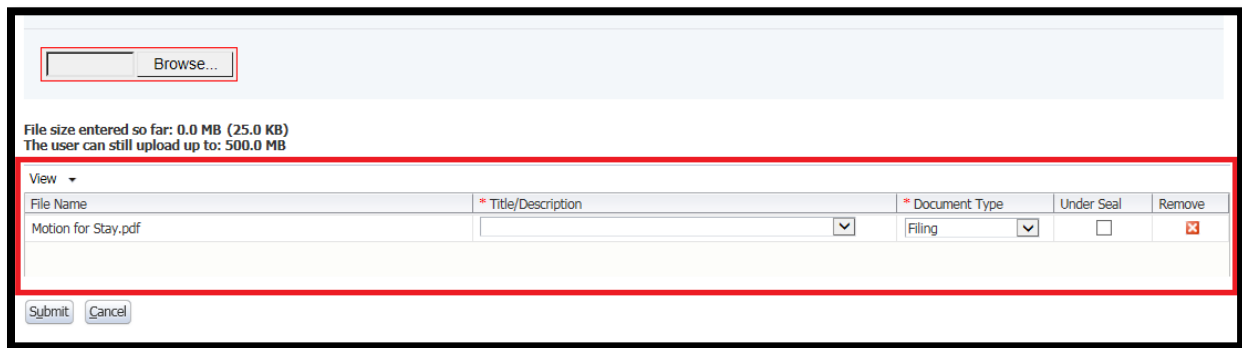 Browse...
File size entered so far: 0.0 MB (25.0 KB)
The user can still upload up to: 500.0 MB
View
File Name * Title/Description * Document Type Under Seal Remove
Motion for Stay.pdf Filing
Submit Cancel